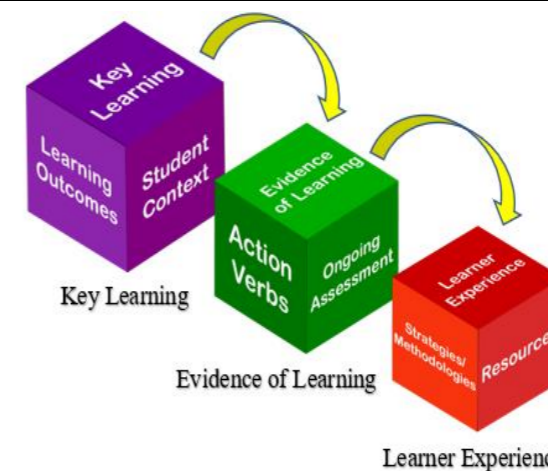 Key
Learning
Learning
Outcomes
Student
Context
Key Learning
Evidence
of Learning
Action
Verbs
Ongoing
Assessment
Evidence of Learning
Learner
Experience
Strategies/
Methodologies
Resource
Learner Experienc